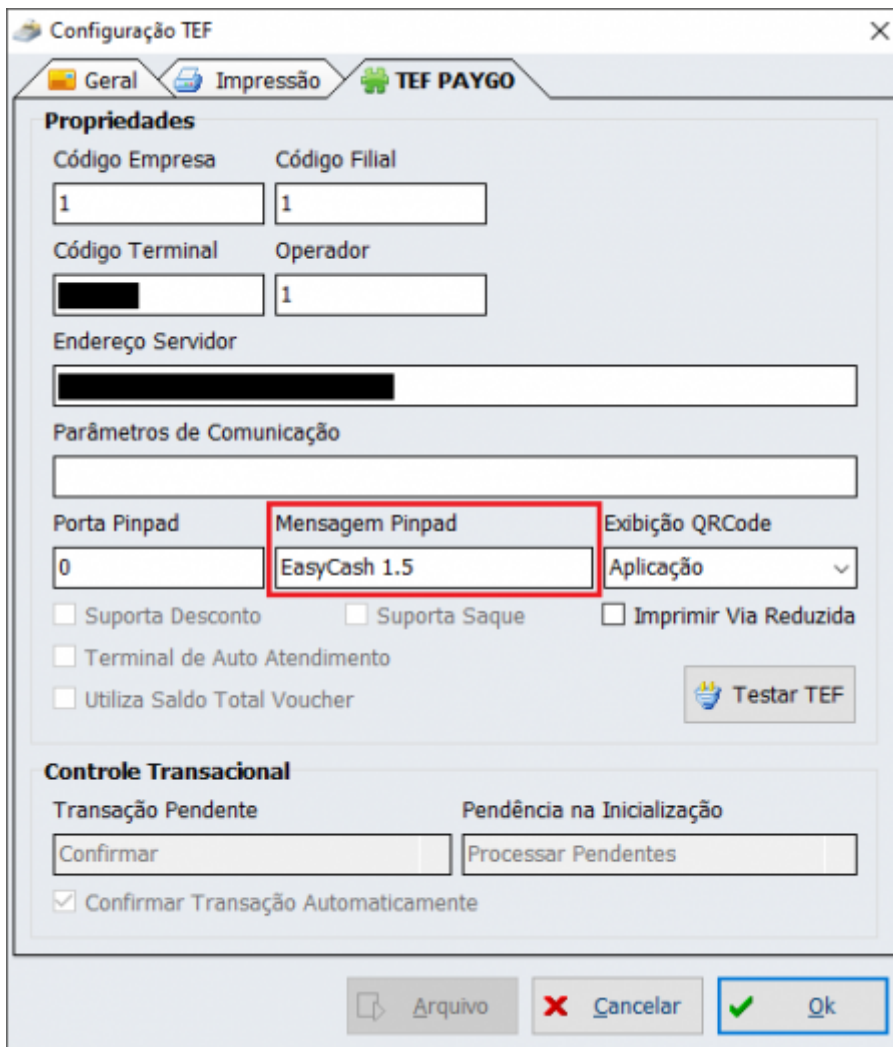 Configuração TEF
Geral Impressão TEF PAYGO
Propriedades
Código Empresa Código Filial
1 1
Código Terminal Operador
1
Endereço Servidor
Parâmetros de Comunicação
Porta Pinpad Mensagem Pinpad Exibição QRCode
0 EasyCash 1.5 Aplicação
Suporta Desconto Suporta Saque Imprimir Via Reduzida
Terminal de Auto Atendimento
Utiliza Saldo Total Voucher Testar TEF
Controle Transacional
Transação Pendente Pendência na Inicialização
Confirmar Processar Pendentes
Confirmar Transação Automaticamente
Arquivo Cancelar Ok